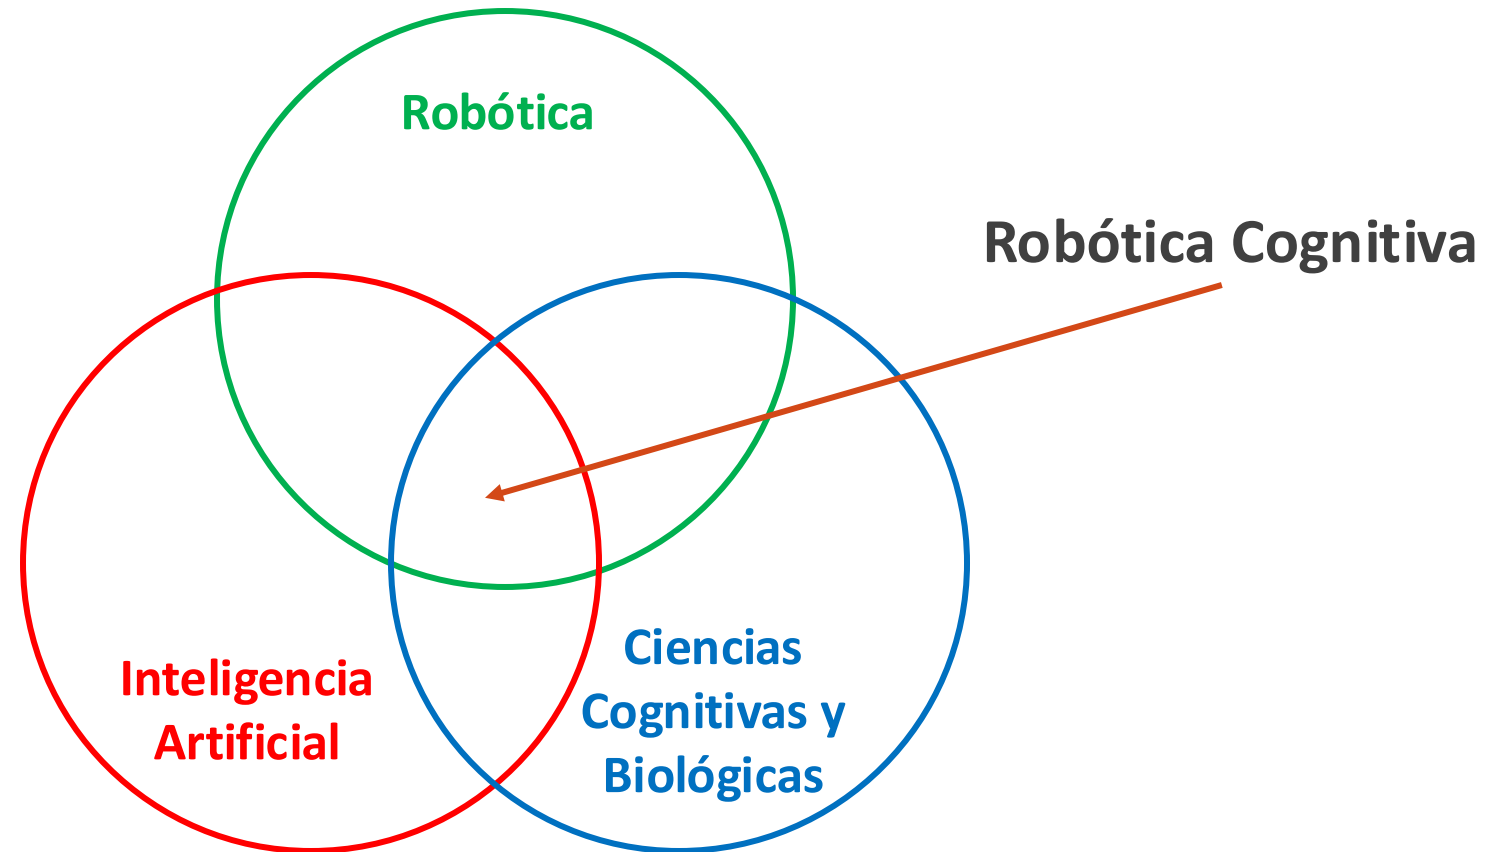 Robótica
Robótica Cognitiva
Inteligencia
Artificial
Ciencias
Cognitivas y
Biológicas